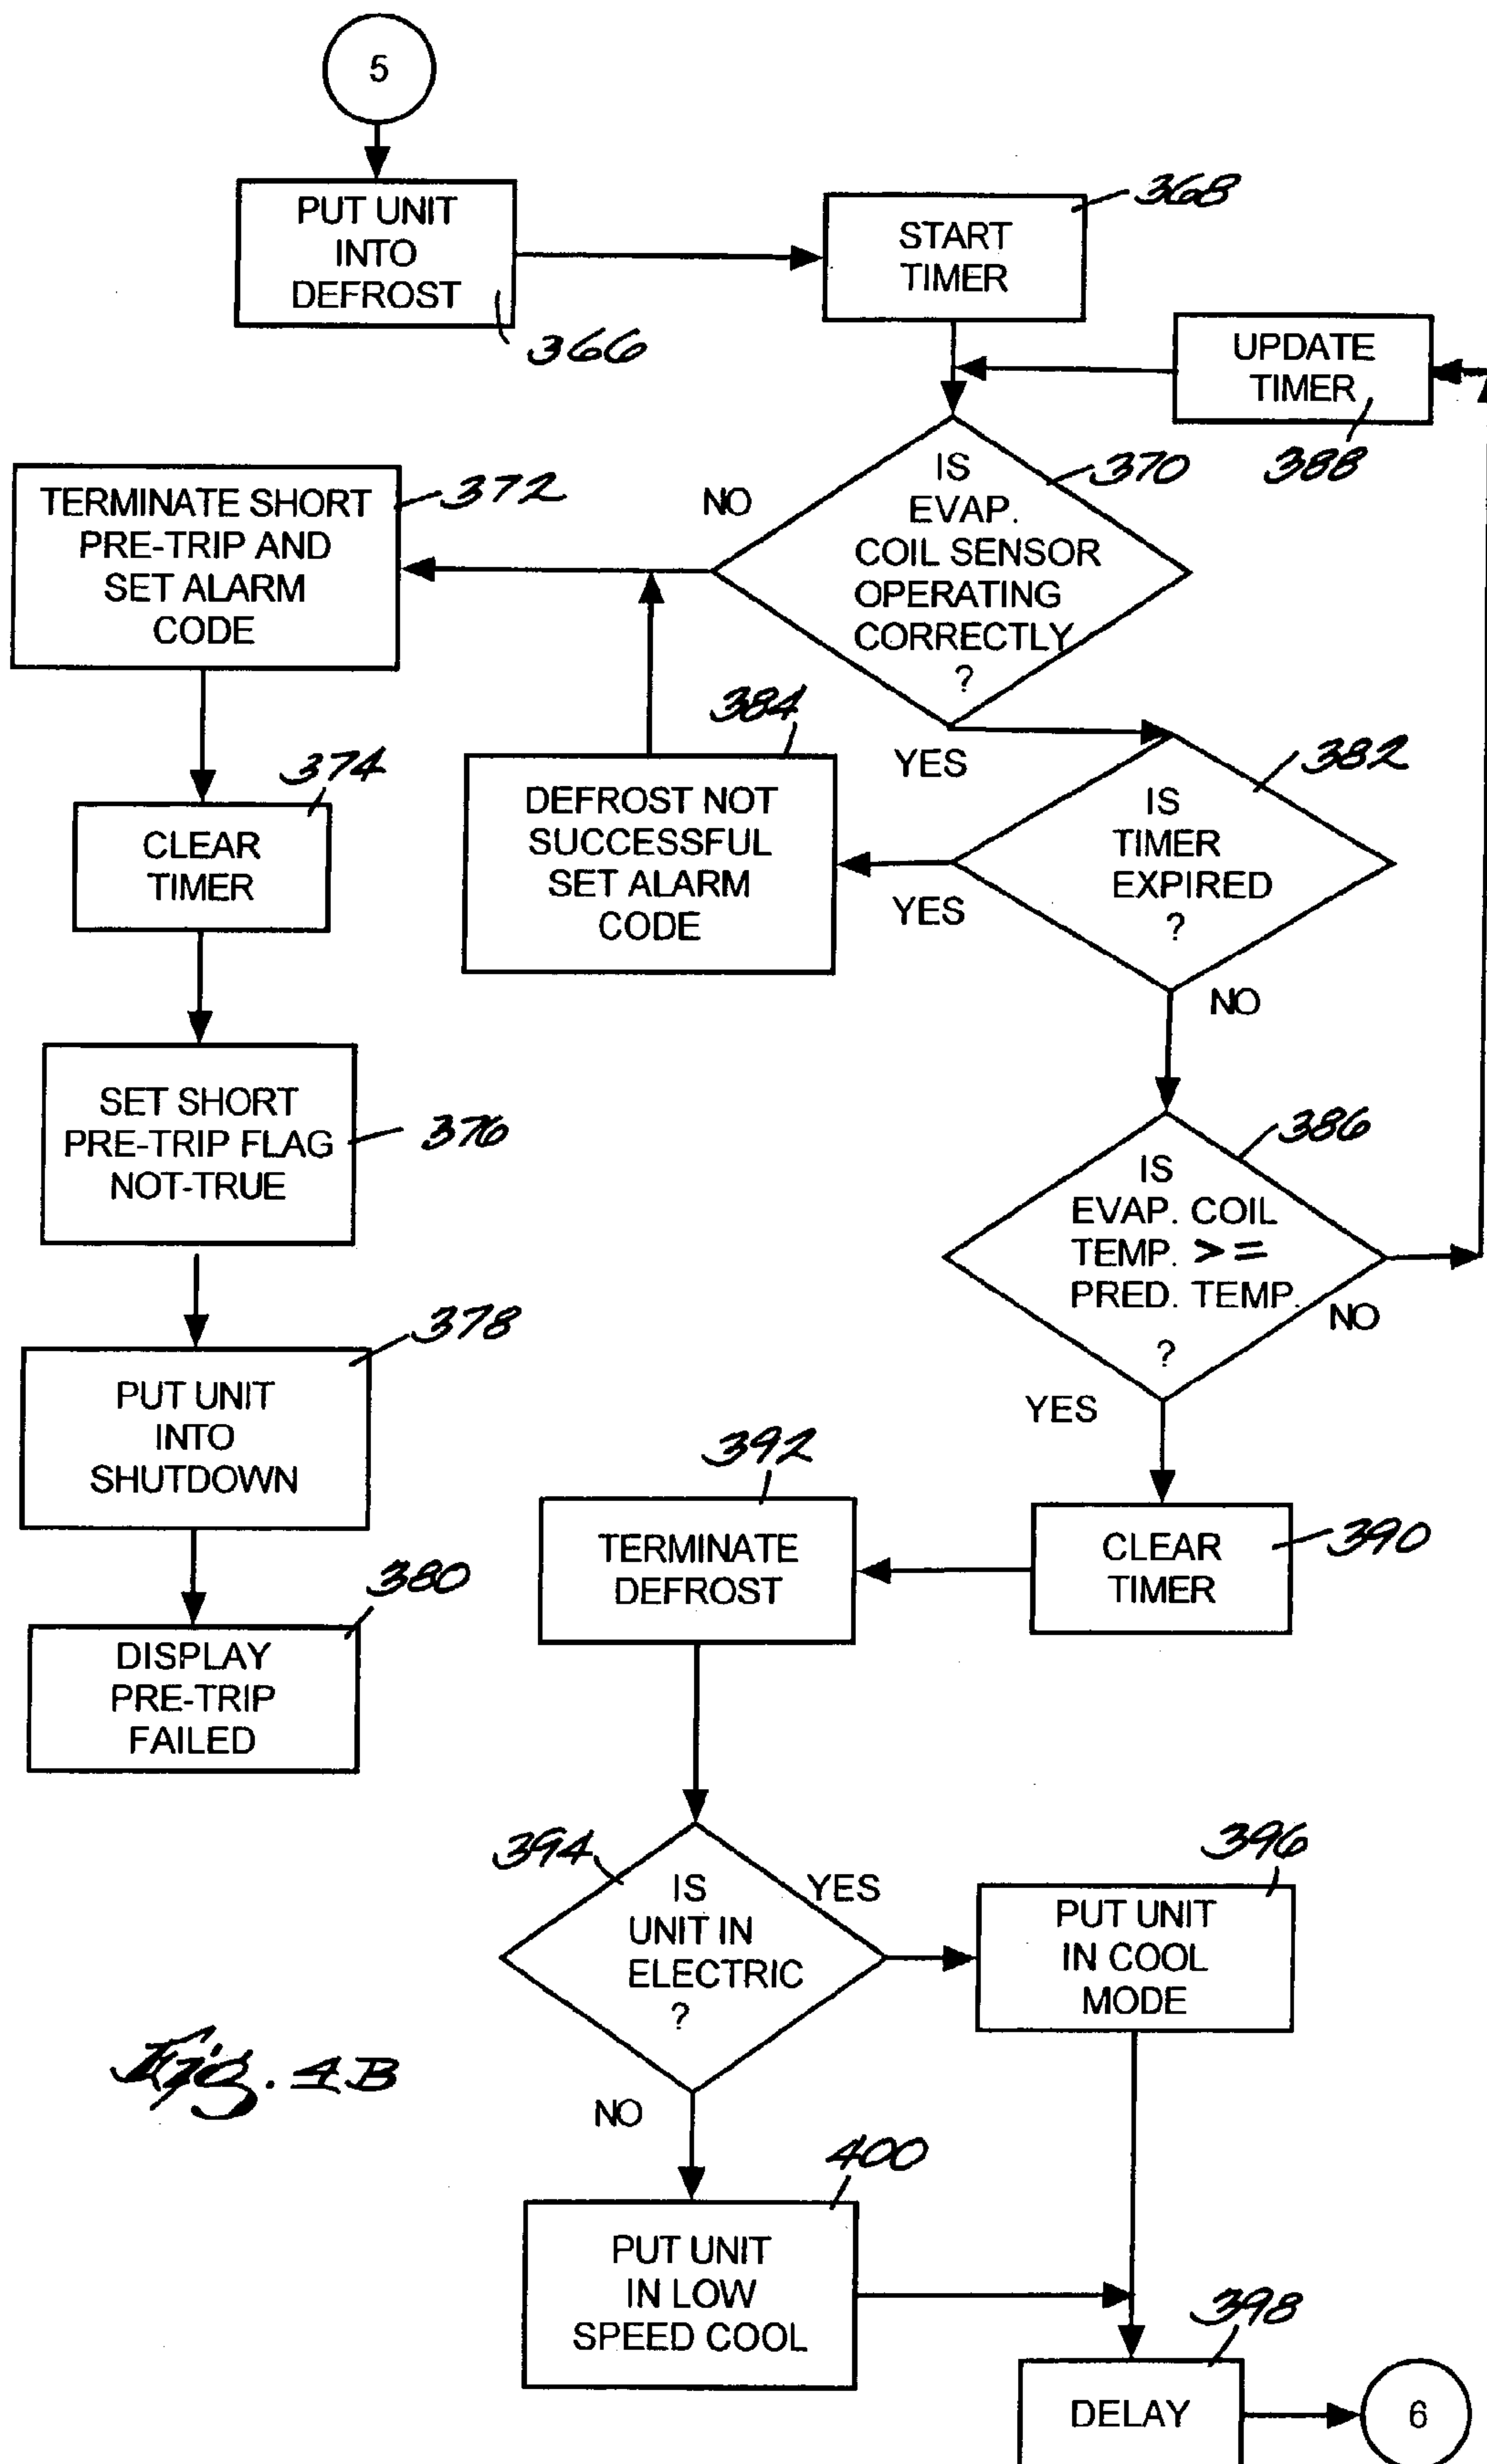 5
PUT UNIT
INTO
DEFROST
366
START
TIMER
368
UPDATE
TIMER
388
IS
EVAP.
COIL SENSOR
OPERATING
CORRECTLY
?
370
NO
YES
TERMINATE SHORT
PRE-TRIP AND
SET ALARM
CODE
372
384
DEFROST NOT
SUCCESSFUL
SET ALARM
CODE
YES
IS
TIMER
EXPIRED
?
382
NO
374
CLEAR
TIMER
SET SHORT
PRE-TRIP FLAG
NOT-TRUE
376
IS
EVAP. COIL
TEMP. >=
PRED. TEMP.
?
386
NO
YES
378
PUT UNIT
INTO
SHUTDOWN
392
TERMINATE
DEFROST
CLEAR
TIMER
390
380
DISPLAY
PRE-TRIP
FAILED
394
IS
UNIT IN
ELECTRIC
?
YES
NO
396
PUT UNIT
IN COOL
MODE
Fig. 4B
400
PUT UNIT
IN LOW
SPEED COOL
398
DELAY
6